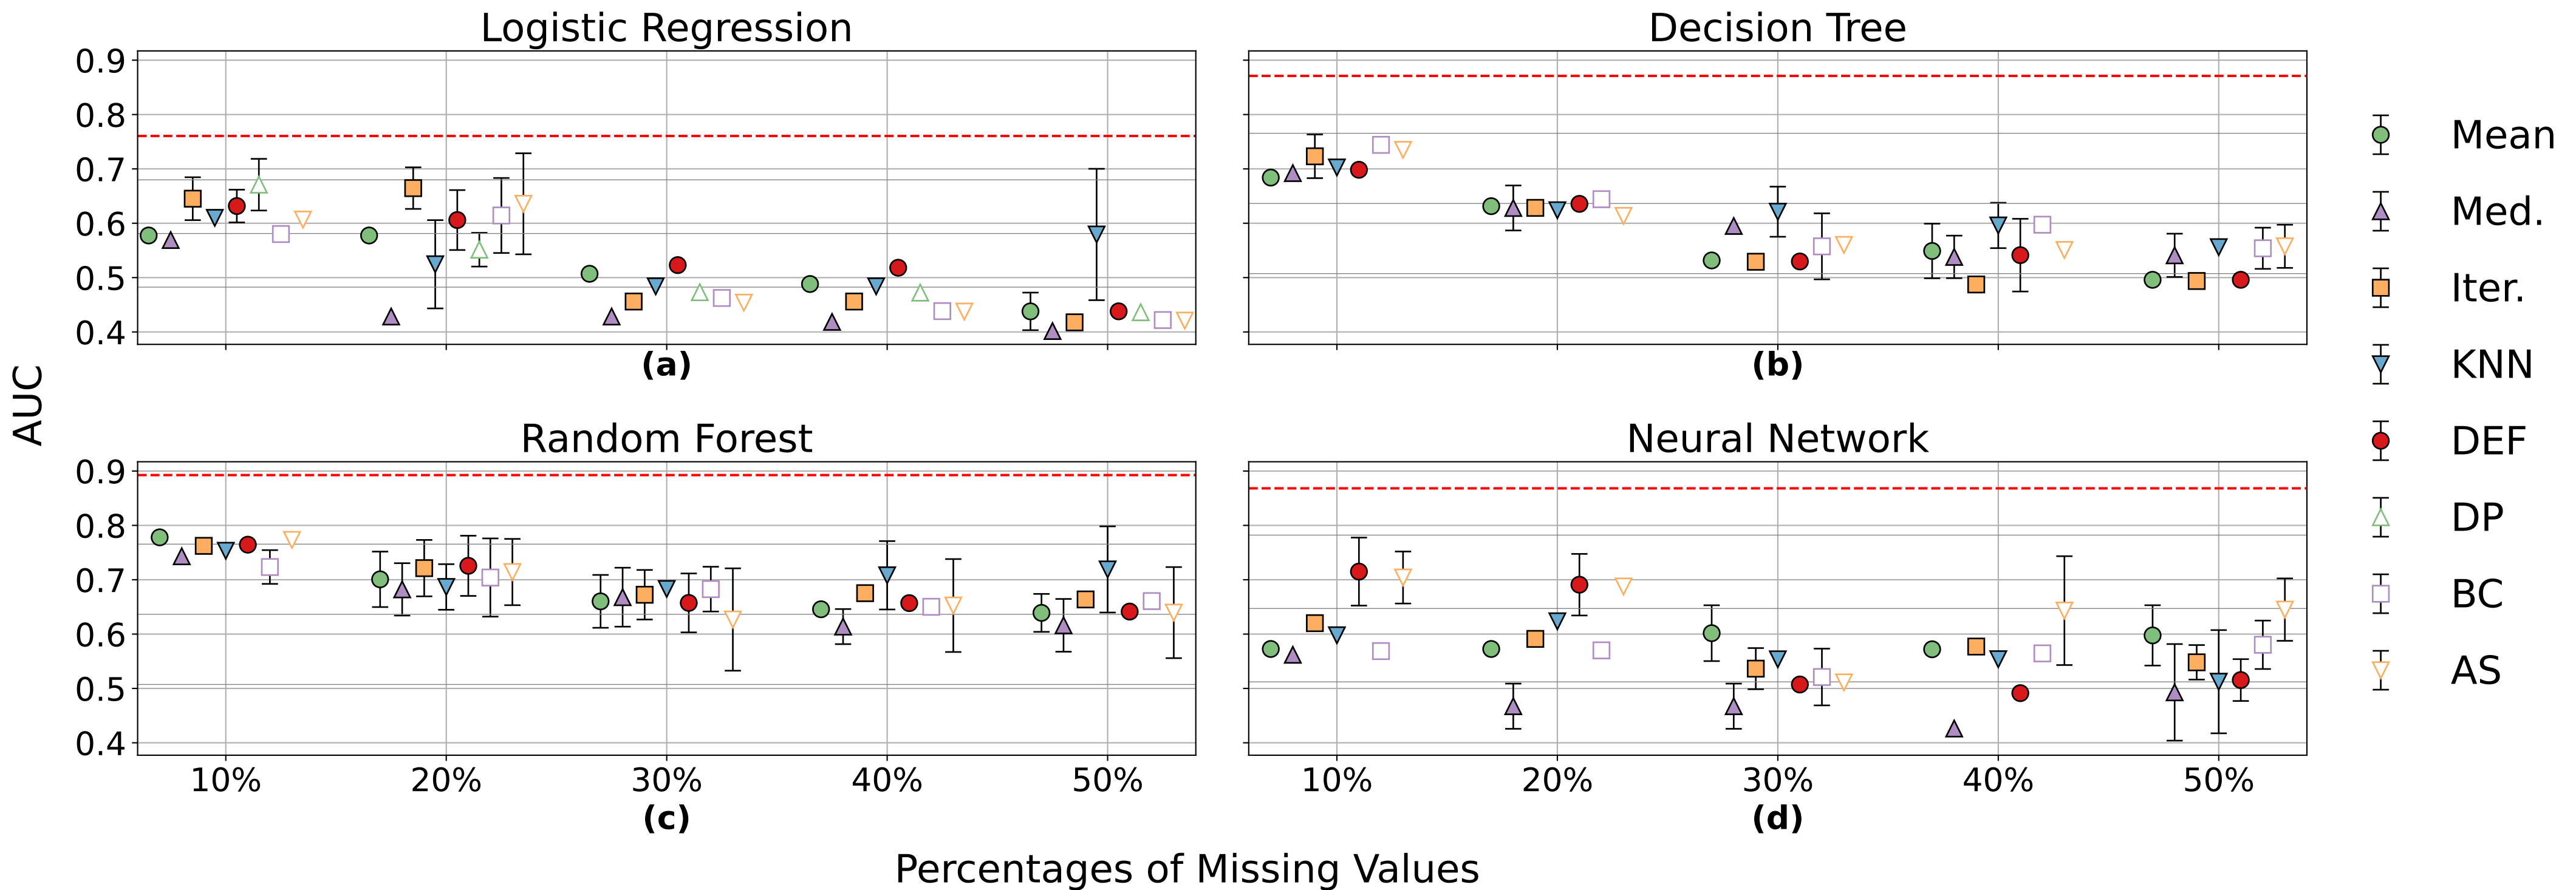 Logistic Regression
Decision Tree
0.9
0.8
0.7
0.6
0.5
0.4
(a)
(b)
AUC
Random Forest
Neural Network
0.9
0.8
0.7
0.6
0.5
0.4
10%
20%
30%
40%
50%
10%
20%
30%
40%
50%
(c)
(d)
Percentages of Missing Values
Mean
Med.
Iter.
KNN
DEF
DP
BC
AS